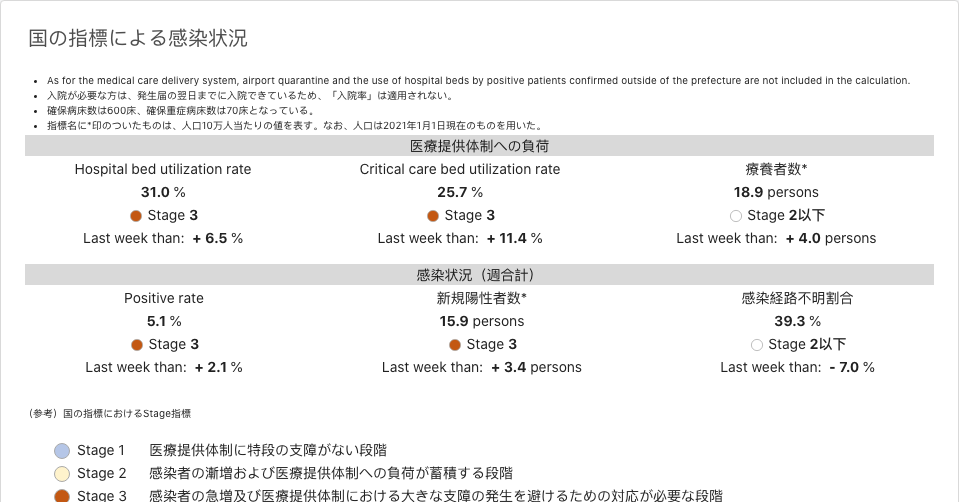 国の指標による感染状況
As for the medical care delivery system, airport quarantine and the use of hospital beds by positive patients confirmed outside of the prefecture are not included in the calculation.
入院が必要な方は、発生届の翌日までに入院できているため、「入院率」は適用されない。
確保病床数は600床、確保重症病床数は70床となっている。
指標名に*印のついたものは、人口10万人当たりの値を表す。なお、人口は2021年1月1日現在のものを用いた。
医療提供体制への負荷
Hospital bed utilization rate Critical care bed utilization rate 療養者数*
31.0 % 25.7 % 18.9 persons
Stage 3 Stage 3 Stage 2以下
Last week than: + 6.5 % Last week than: + 11.4 % Last week than: + 4.0 persons
感染状況（週合計）
Positive rate 新規陽性者数* 感染経路不明割合
5.1 % 15.9 persons 39.3 %
Stage 3 Stage 3 Stage 2以下
Last week than: + 2.1 % Last week than: + 3.4 persons Last week than: - 7.0 %
（参考）国の指標におけるStage指標
Stage 1 医療提供体制に特段の支障がない段階
Stage 2 感染者の漸増および医療提供体制への負荷が蓄積する段階
Stage 3 感染者の急増及び医療提供体制における大きな支障の発生を避けるための対応が必要な段階